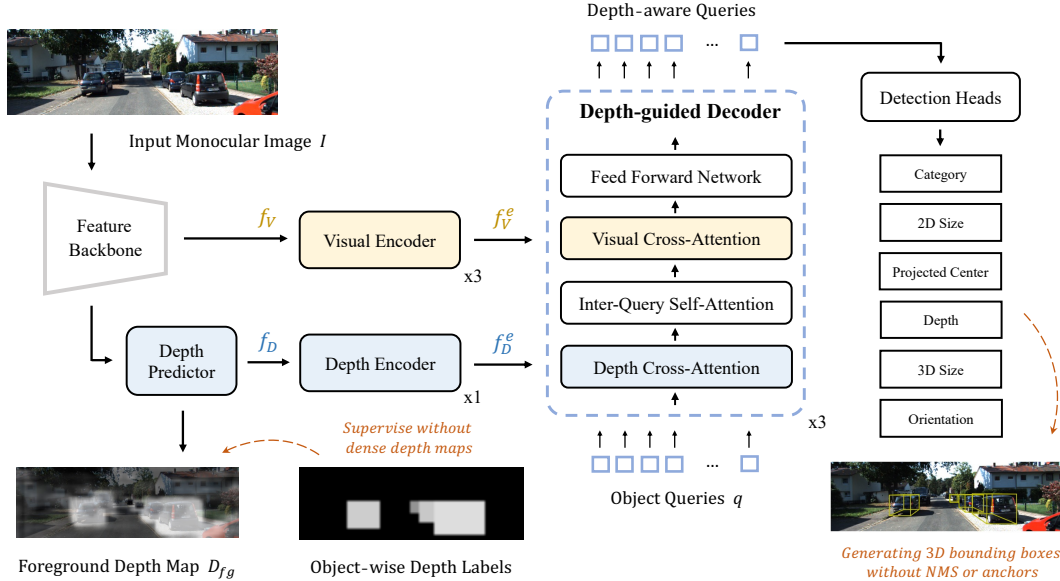 Depth-aware Queries
...
Input Monocular Image I
Feature
Backbone
f_V
Visual Encoder
x3
f_V^e
Depth
Predictor
f_D
Depth Encoder
x1
f_D^e
Supervise without
dense depth maps
Foreground Depth Map D_fg
Object-wise Depth Labels
Depth-guided Decoder
Feed Forward Network
Visual Cross-Attention
Inter-Query Self-Attention
Depth Cross-Attention
x3
...
Object Queries q
Detection Heads
Category
2D Size
Projected Center
Depth
3D Size
Orientation
Generating 3D bounding boxes
without NMS or anchors